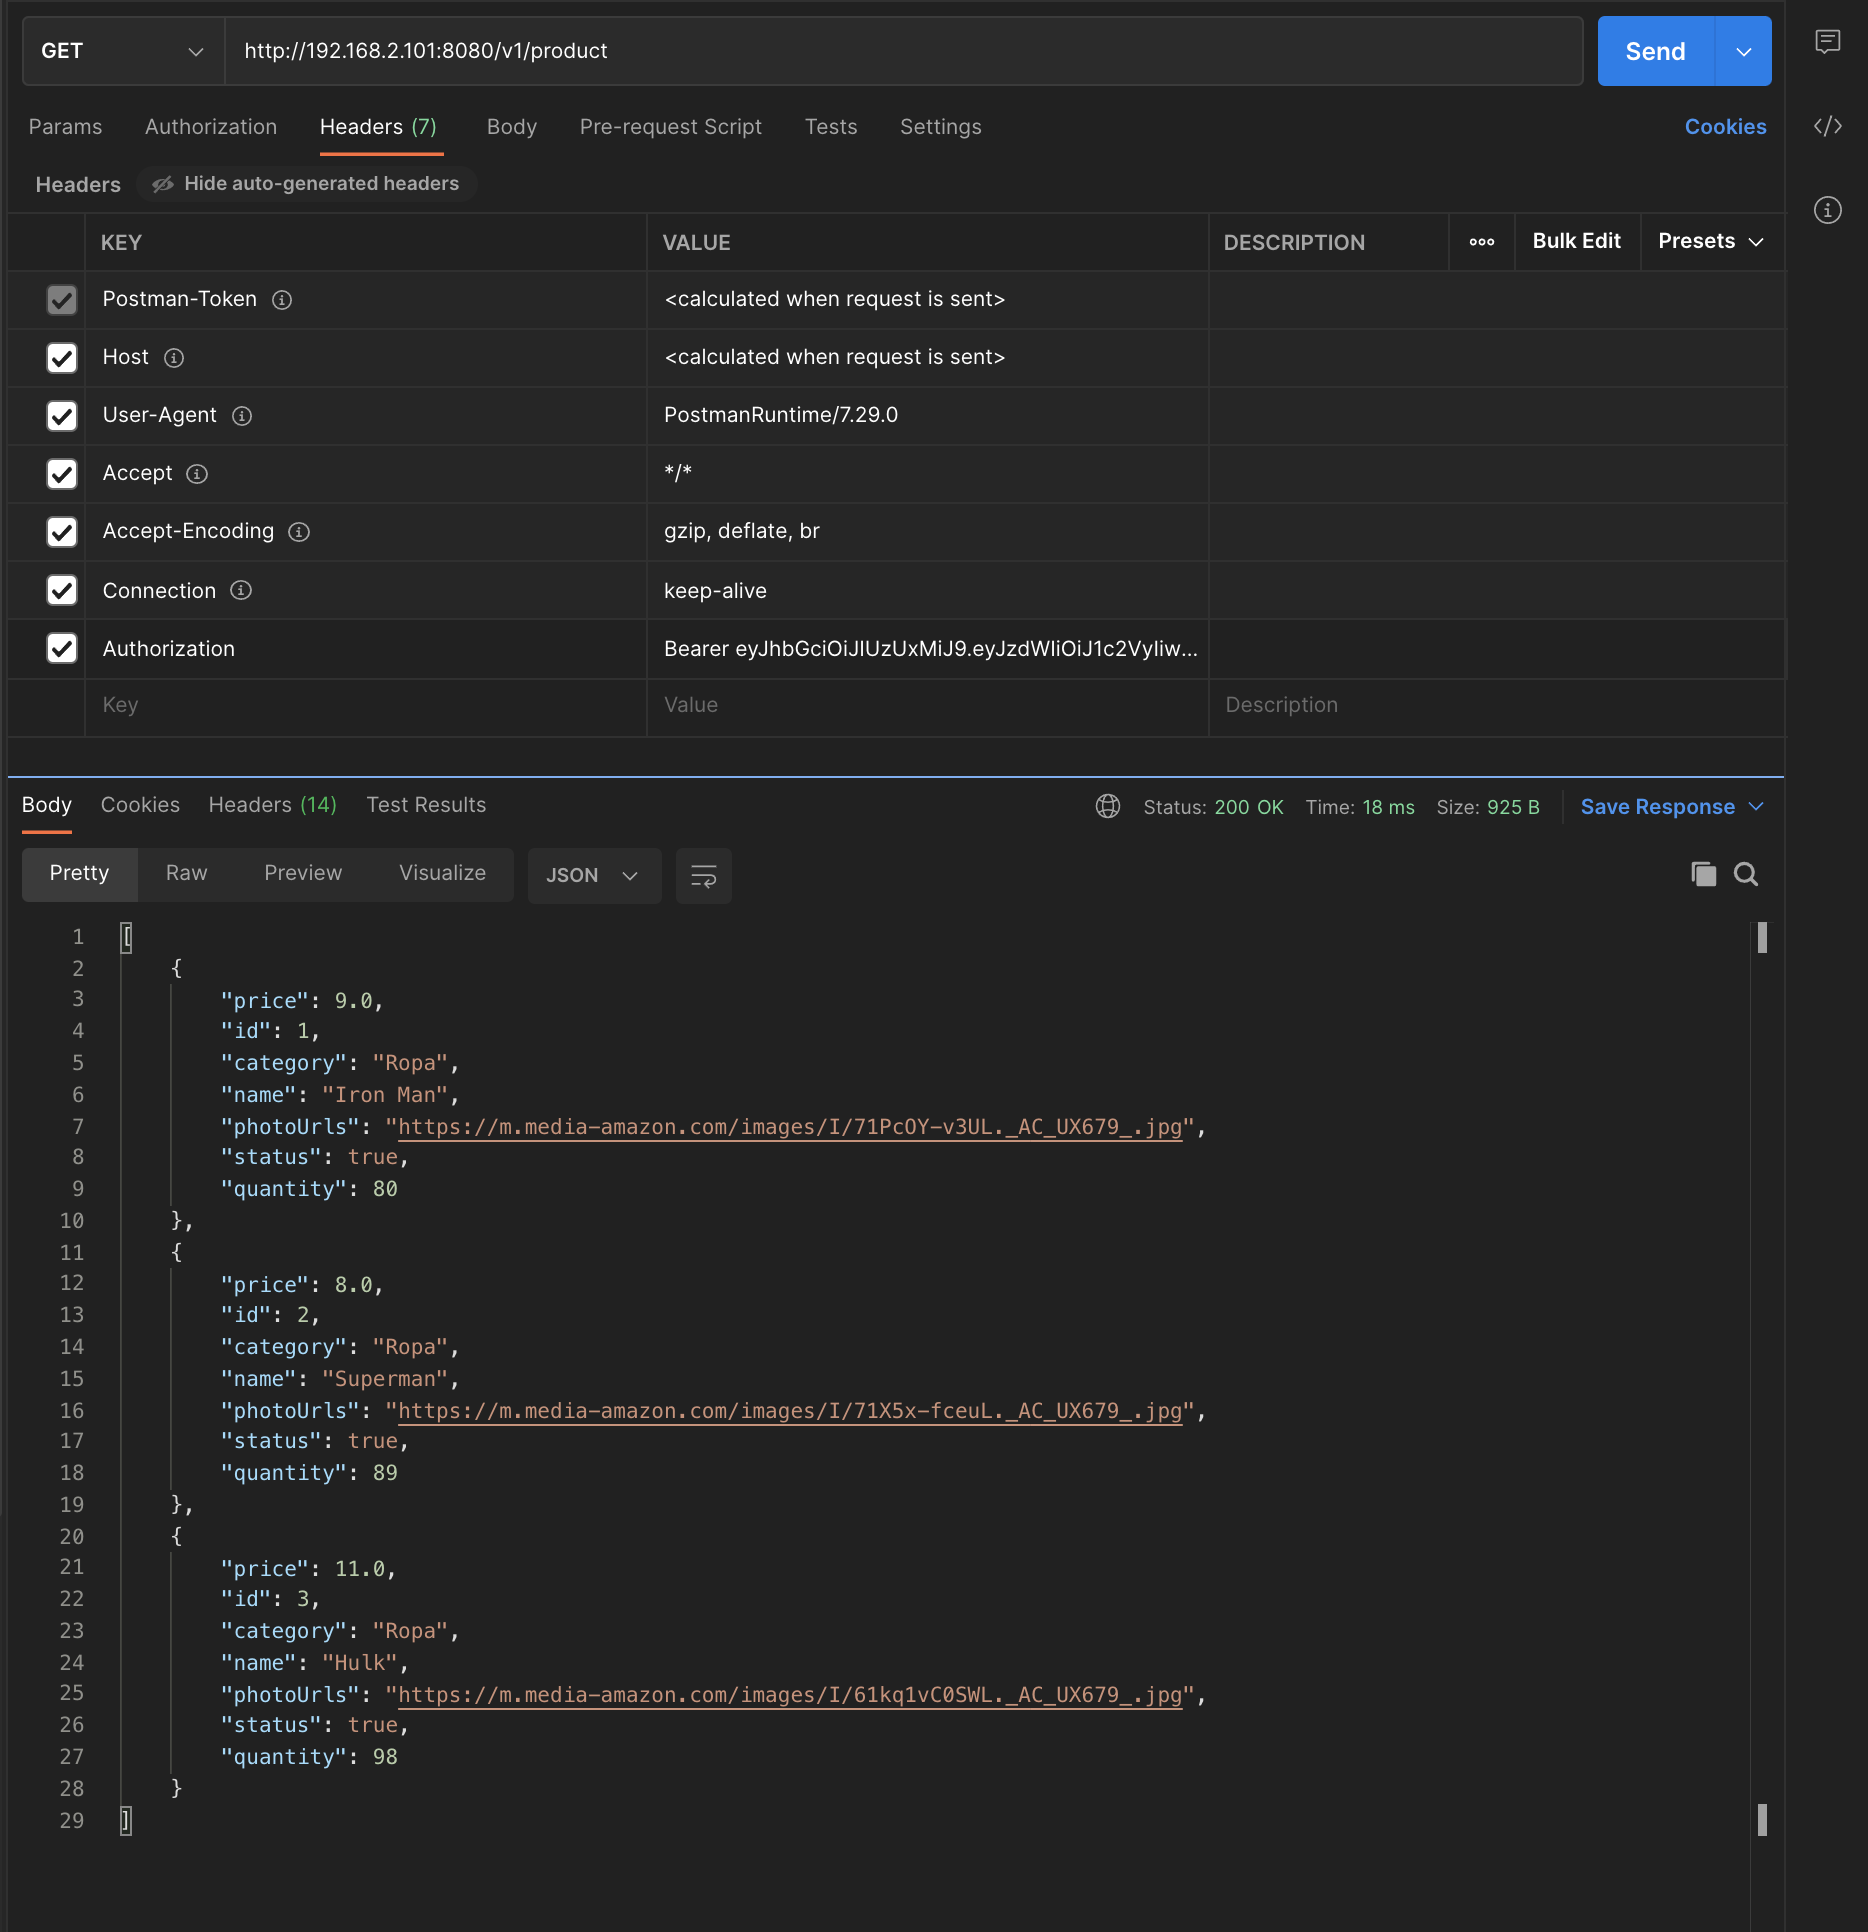 GET http://192.168.2.101:8080/v1/product Send
Params Authorization Headers (7) Body Pre-request Script Tests Settings Cookies
Headers Hide auto-generated headers
KEY VALUE DESCRIPTION Bulk Edit Presets
Postman-Token <calculated when request is sent>
Host <calculated when request is sent>
User-Agent PostmanRuntime/7.29.0
Accept */*
Accept-Encoding gzip, deflate, br
Connection keep-alive
Authorization Bearer eyJhbGciOiJIUzUxMiJ9.eyJzdWIiOiJ1c2VyIiw...
Key Value Description
Body Cookies Headers (14) Test Results Status: 200 OK Time: 18 ms Size: 925 B Save Response
Pretty Raw Preview Visualize JSON
1 [
2 {
3 "price": 9.0,
4 "id": 1,
5 "category": "Ropa",
6 "name": "Iron Man",
7 "photoUrls": "https://m.media-amazon.com/images/I/71PcOY-v3UL._AC_UX679_.jpg",
8 "status": true,
9 "quantity": 80
10 },
11 {
12 "price": 8.0,
13 "id": 2,
14 "category": "Ropa",
15 "name": "Superman",
16 "photoUrls": "https://m.media-amazon.com/images/I/71X5x-fceuL._AC_UX679_.jpg",
17 "status": true,
18 "quantity": 89
19 },
20 {
21 "price": 11.0,
22 "id": 3,
23 "category": "Ropa",
24 "name": "Hulk",
25 "photoUrls": "https://m.media-amazon.com/images/I/61kq1vC0SWL._AC_UX679_.jpg",
26 "status": true,
27 "quantity": 98
28 }
29 ]